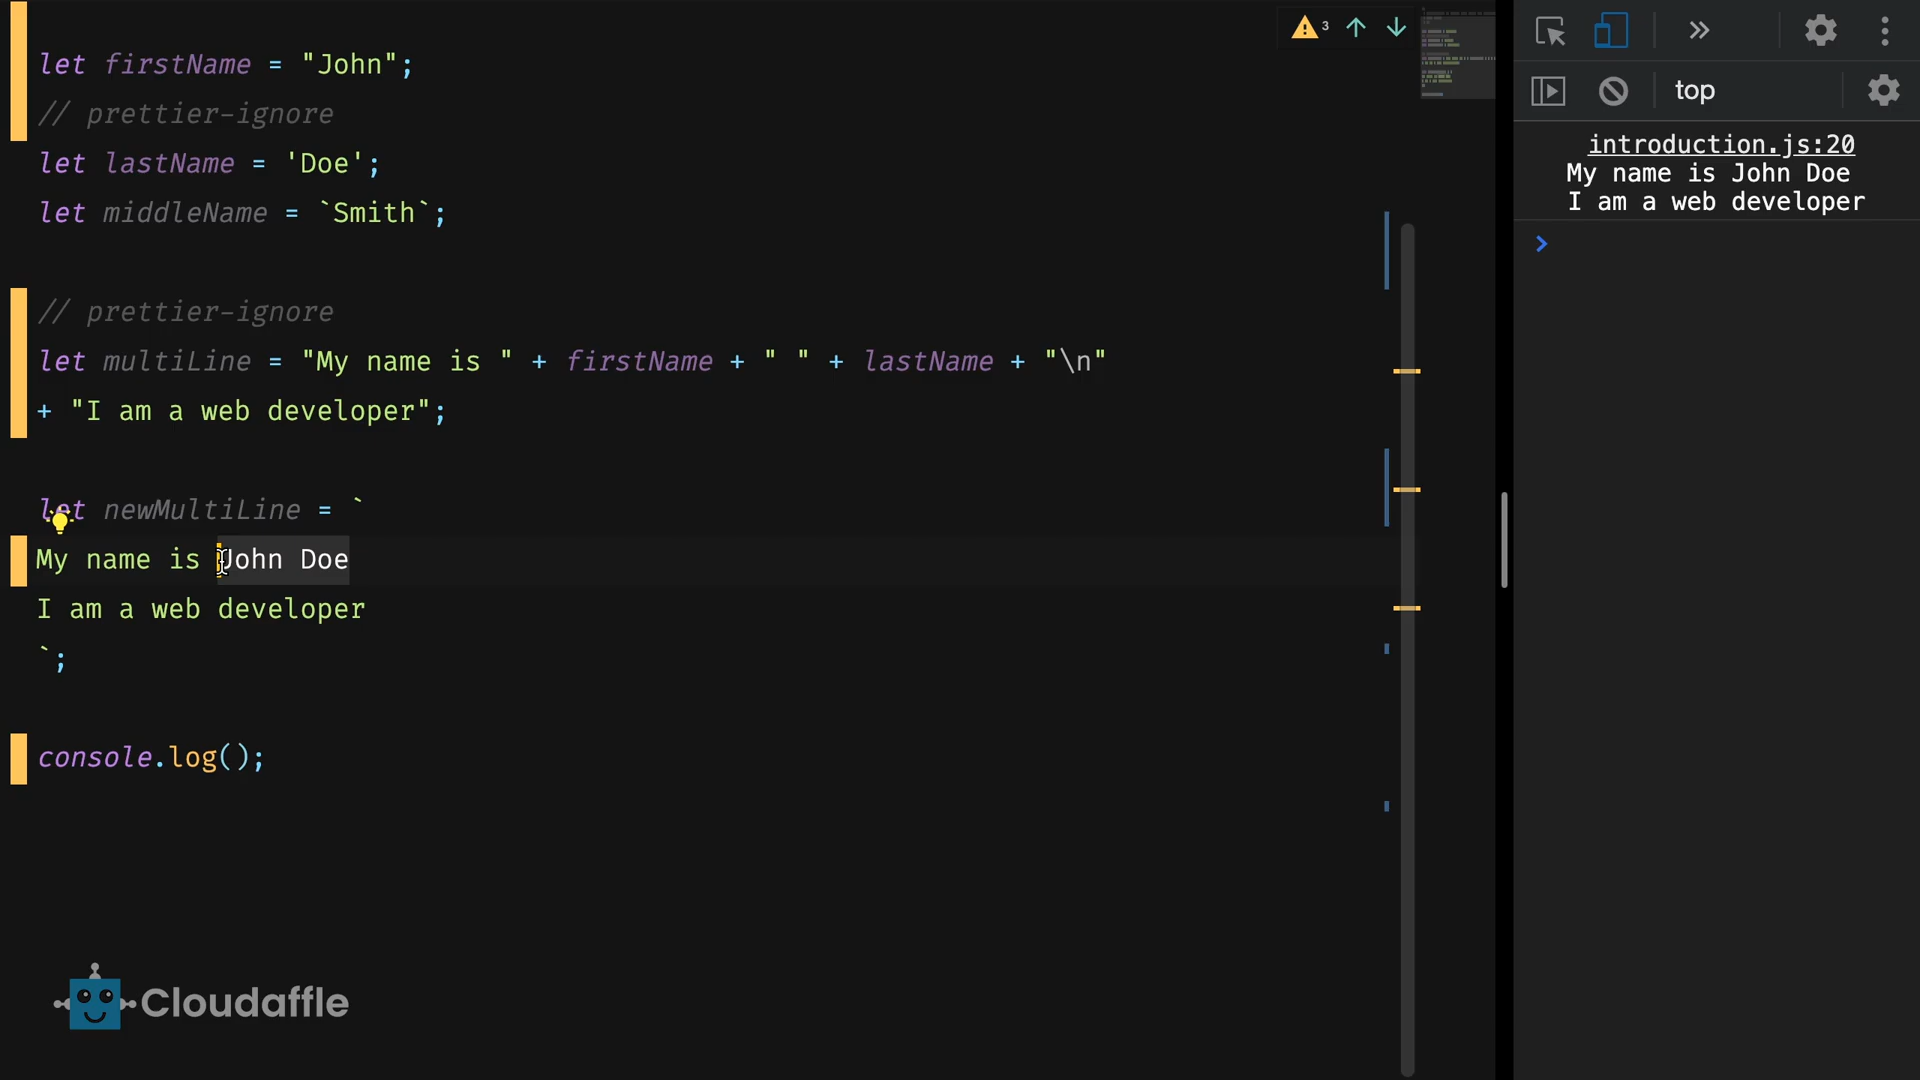 let firstName = "John";
// prettier-ignore
let lastName = 'Doe';
let middleName = `Smith`;
// prettier-ignore
let multiLine = "My name is " + firstName + " " + lastName + "\n"
+ "I am a web developer";
let newMultiLine = `
My name is John Doe
I am a web developer
`;
console.log();
Cloudaffle
3
top
introduction.js:20
My name is John Doe
I am a web developer